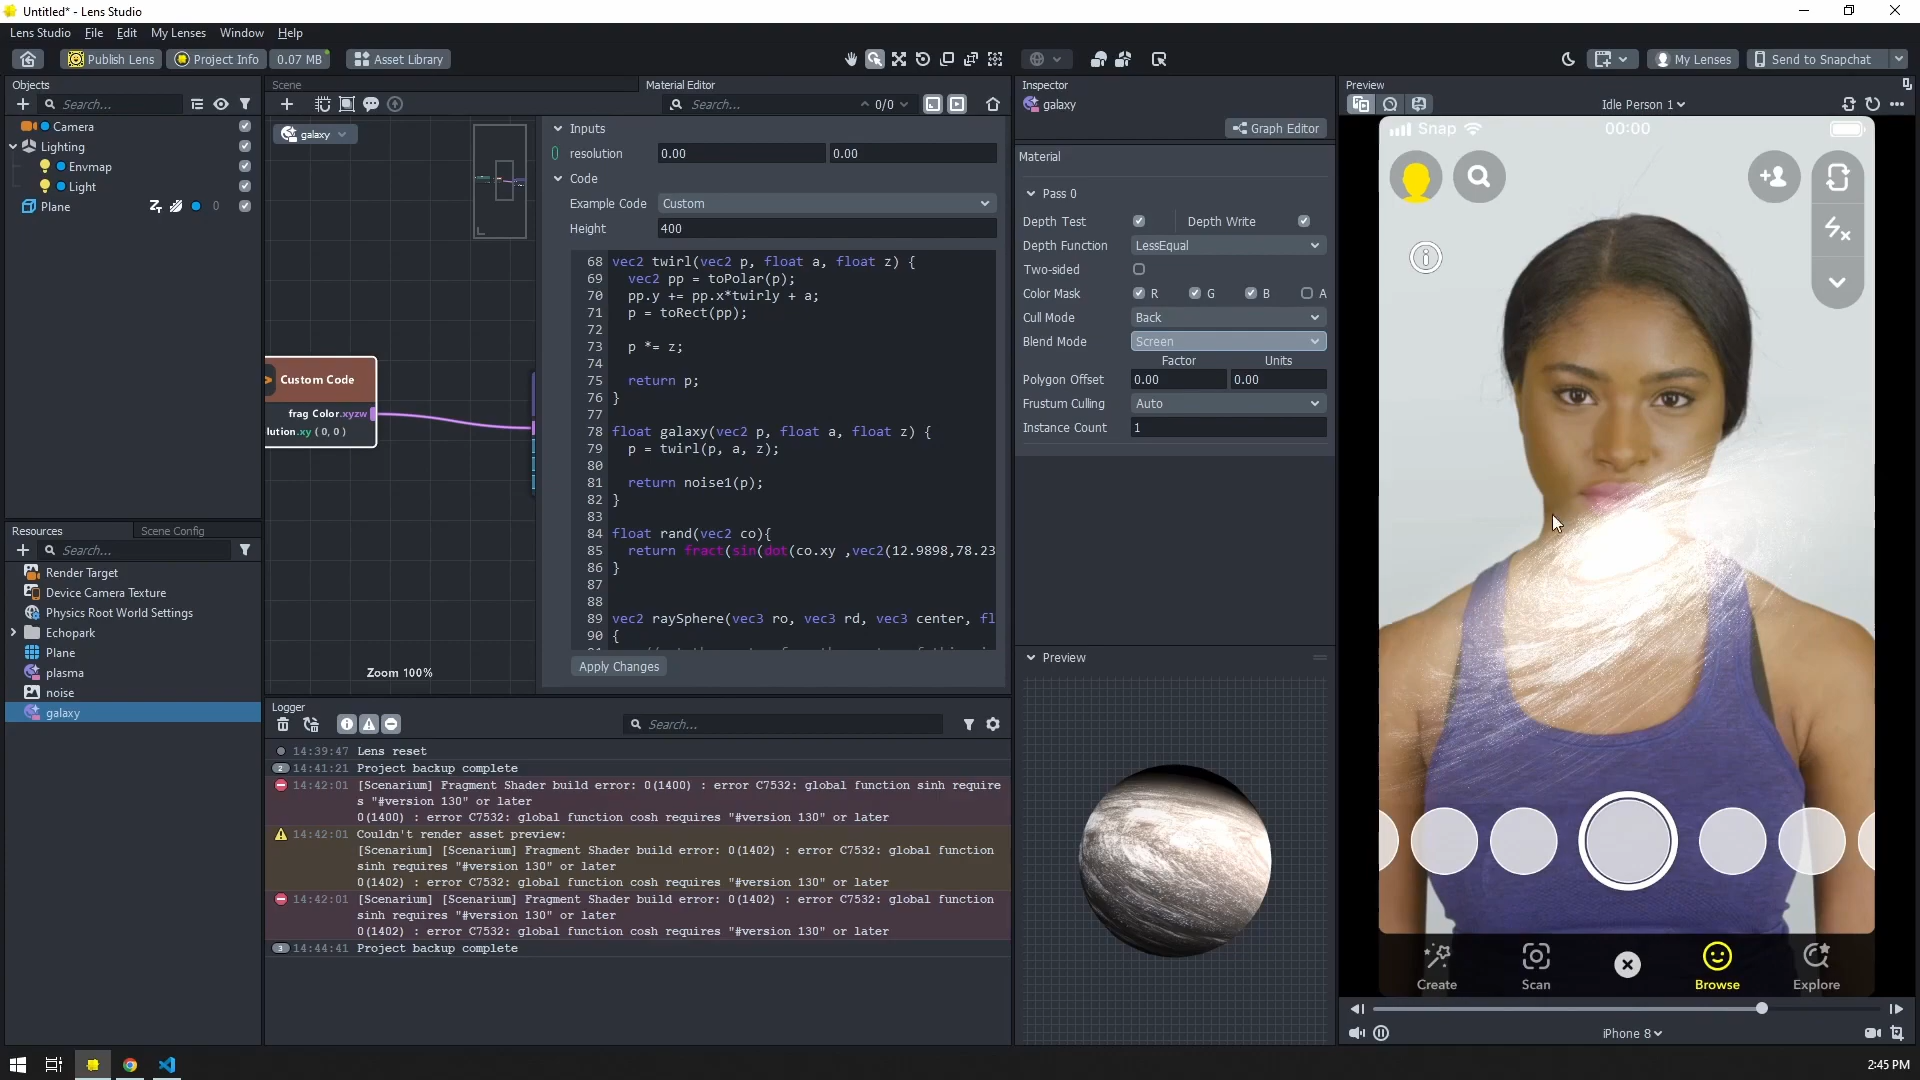 Untitled* - Lens Studio
Lens Studio File Edit My Lenses Window Help
Publish Lens Project Info 0.07 MB Asset Library My Lenses Send to Snapchat
Objects
Search...
Camera
Lighting
Envmap
Light
Plane 0
Resources Scene Config
Search...
Render Target
Device Camera Texture
Physics Root World Settings
Echopark
Plane
plasma
noise
galaxy
Scene
galaxy
Custom Code
frag Color.xyzw
lution.xy ( 0, 0 )
Zoom 100%
Material Editor
Search... 0/0
Inputs
resolution 0.00 0.00
Code
Example Code Custom
Height 400
68 vec2 twirl(vec2 p, float a, float z) {
69 vec2 pp = toPolar(p);
70 pp.y += pp.x*twirly + a;
71 p = toRect(pp);
72
73 p *= z;
74
75 return p;
76 }
77
78 float galaxy(vec2 p, float a, float z) {
79 p = twirl(p, a, z);
80
81 return noise1(p);
82 }
83
84 float rand(vec2 co){
85 return fract(sin(dot(co.xy ,vec2(12.9898,78.23
86 }
87
88
89 vec2 raySphere(vec3 ro, vec3 rd, vec3 center, fl
90 {
Apply Changes
Logger
Search...
14:39:47 Lens reset
2 14:41:21 Project backup complete
14:42:01 [Scenarium] Fragment Shader build error: 0(1400) : error C7532: global function sinh require
s "#version 130" or later
0(1400) : error C7532: global function cosh requires "#version 130" or later
14:42:01 Couldn't render asset preview:
[Scenarium] [Scenarium] Fragment Shader build error: 0(1402) : error C7532: global function
sinh requires "#version 130" or later
0(1402) : error C7532: global function cosh requires "#version 130" or later
14:42:01 [Scenarium] [Scenarium] Fragment Shader build error: 0(1402) : error C7532: global function
sinh requires "#version 130" or later
0(1402) : error C7532: global function cosh requires "#version 130" or later
3 14:44:41 Project backup complete
Inspector
galaxy
Graph Editor
Material
Pass 0
Depth Test Depth Write
Depth Function LessEqual
Two-sided
Color Mask R G B A
Cull Mode Back
Blend Mode Screen
Factor Units
Polygon Offset 0.00 0.00
Frustum Culling Auto
Instance Count 1
Preview
Preview
Idle Person 1
Snap 00:00
Create Scan Browse Explore
iPhone 8
2:45 PM